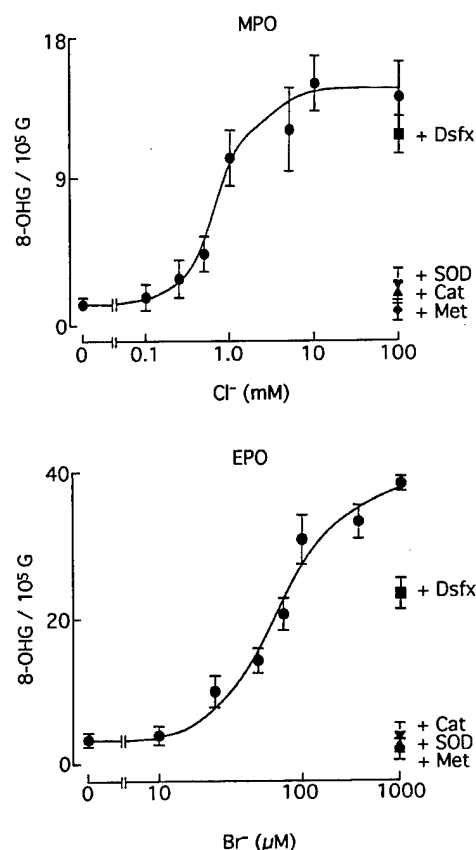 MPO
18
9
0
8-OHG / 10⁵ G
+ Dsfx
+ SOD
+ Cat
+ Met
0 0.1 1.0 10 100
Cl⁻ (mM)
EPO
40
20
0
8-OHG / 10⁵ G
+ Dsfx
+ Cat
+ SOD
+ Met
0 10 100 1000
Br⁻ (μM)